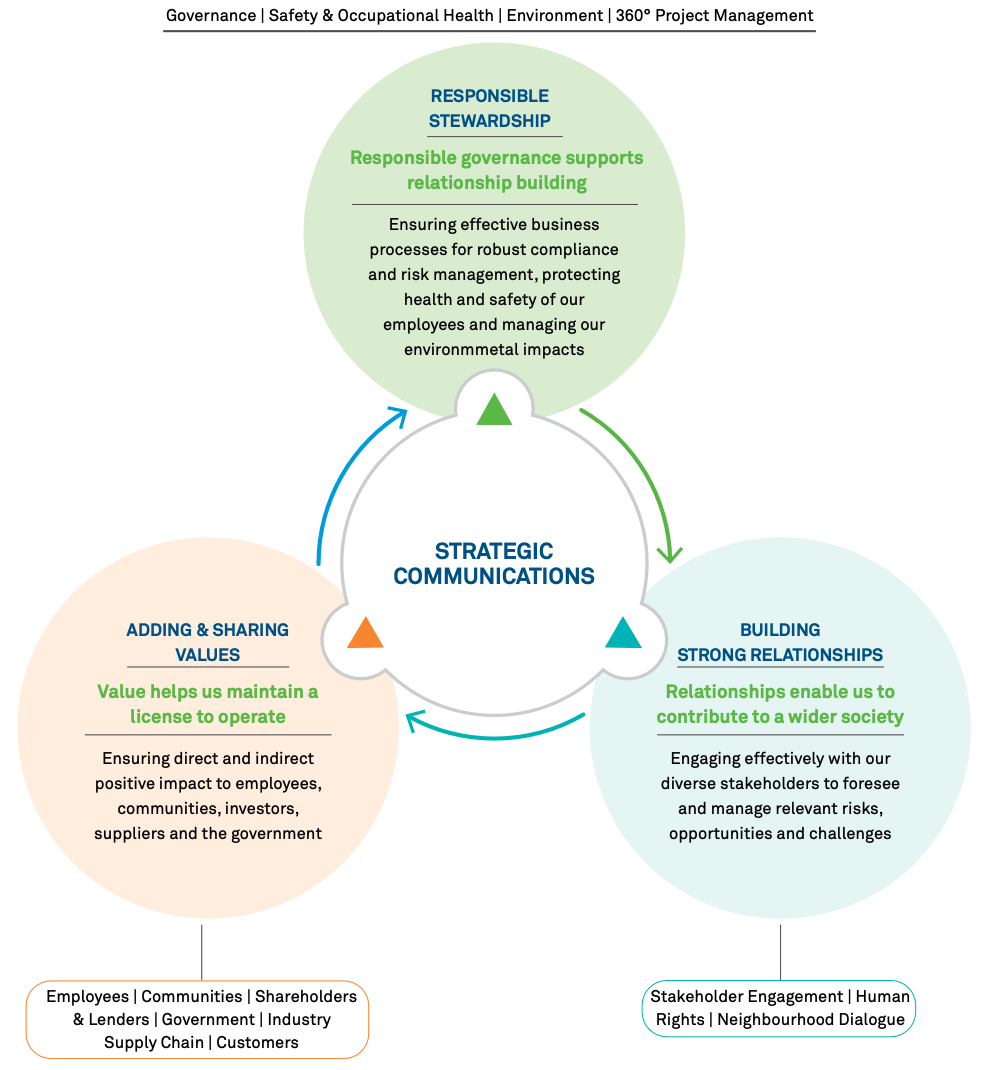 Governance | Safety & Occupational Health | Environment | 360° Project Management
RESPONSIBLE
STEWARDSHIP
Responsible governance supports
relationship building
Ensuring effective business
processes for robust compliance
and risk management, protecting
health and safety of our
employees and managing our
environmmetal impacts
STRATEGIC
COMMUNICATIONS
ADDING & SHARING
VALUES
Value helps us maintain a
license to operate
Ensuring direct and indirect
positive impact to employees,
communities, investors,
suppliers and the government
Employees | Communities | Shareholders
& Lenders | Government | Industry
Supply Chain | Customers
BUILDING
STRONG RELATIONSHIPS
Relationships enable us to
contribute to a wider society
Engaging effectively with our
diverse stakeholders to foresee
and manage relevant risks,
opportunities and challenges
Stakeholder Engagement | Human
Rights | Neighbourhood Dialogue